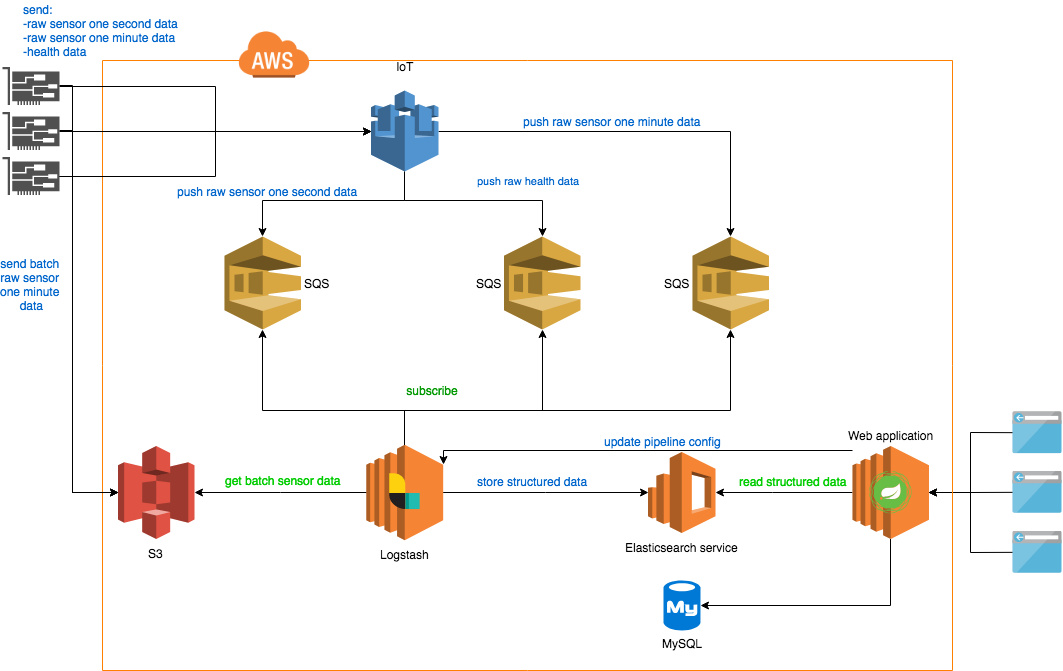 send:
-raw sensor one second data
-raw sensor one minute data
-health data
AWS
IoT
push raw sensor one minute data
push raw sensor one second data
push raw health data
send batch
raw sensor
one minute
data
SQS
SQS
SQS
subscribe
update pipeline config
Web application
get batch sensor data
store structured data
read structured data
S3
Logstash
Elasticsearch service
My
MySQL